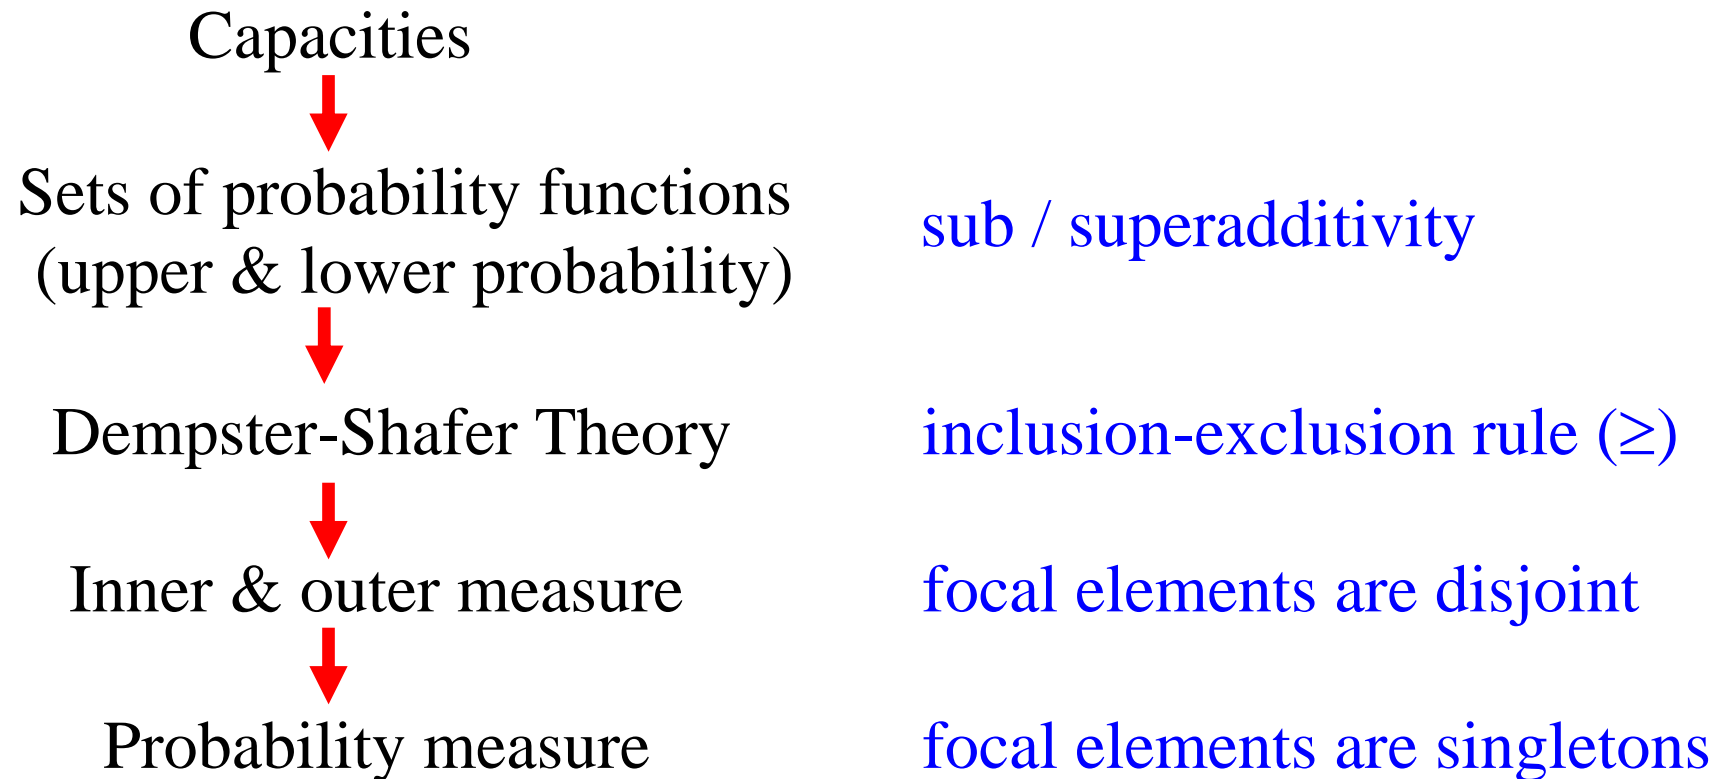 Capacities
Sets of probability functions
(upper & lower probability)
sub / superadditivity
Dempster-Shafer Theory
inclusion-exclusion rule (≥)
Inner & outer measure
focal elements are disjoint
Probability measure
focal elements are singletons